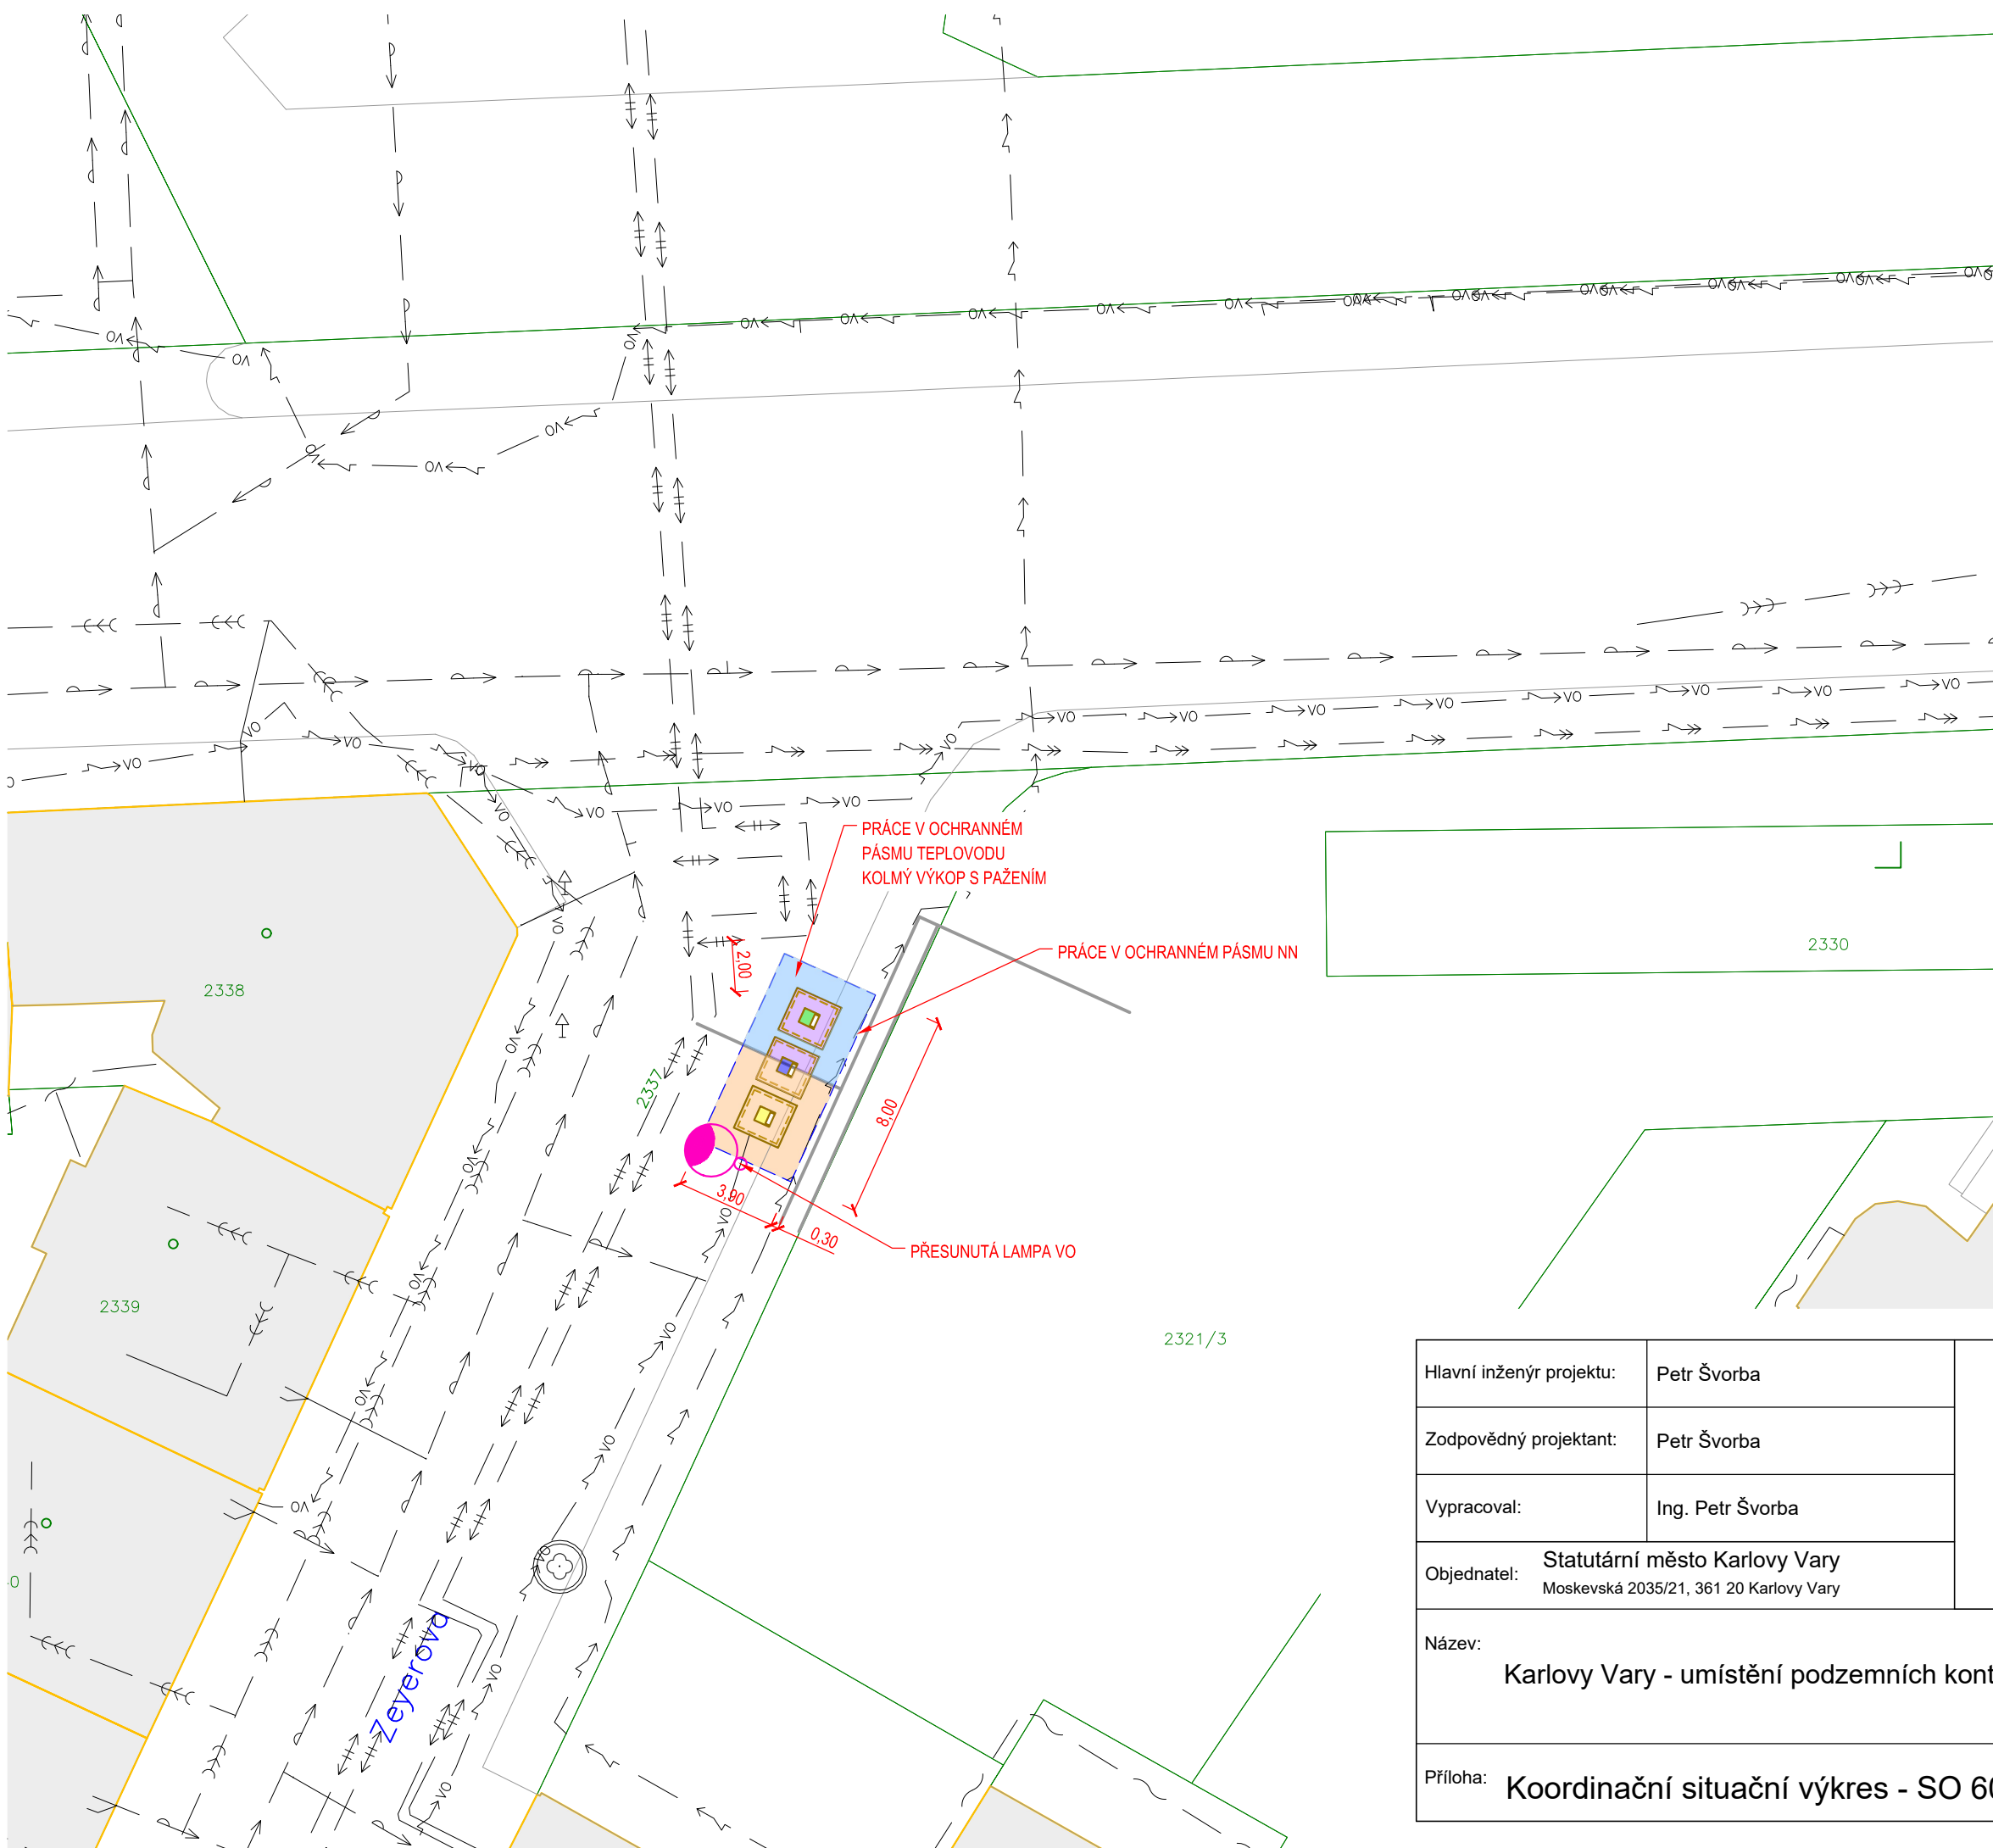 PRÁCE V OCHRANNÉM
PÁSMU TEPLOVODU
KOLMÝ VÝKOP S PAŽENÍM
PRÁCE V OCHRANNÉM PÁSMU NN
2330
2338
2,00
2337
8,00
3,90
0,30
PŘESUNUTÁ LAMPA VO
2339
2321/3
Zeyerova
Hlavní inženýr projektu: Petr Švorba
Zodpovědný projektant: Petr Švorba
Vypracoval: Ing. Petr Švorba
Objednatel: Statutární město Karlovy Vary
Moskevská 2035/21, 361 20 Karlovy Vary
Název:
Karlovy Vary - umístění podzemních kont
Příloha: Koordinační situační výkres - SO 60